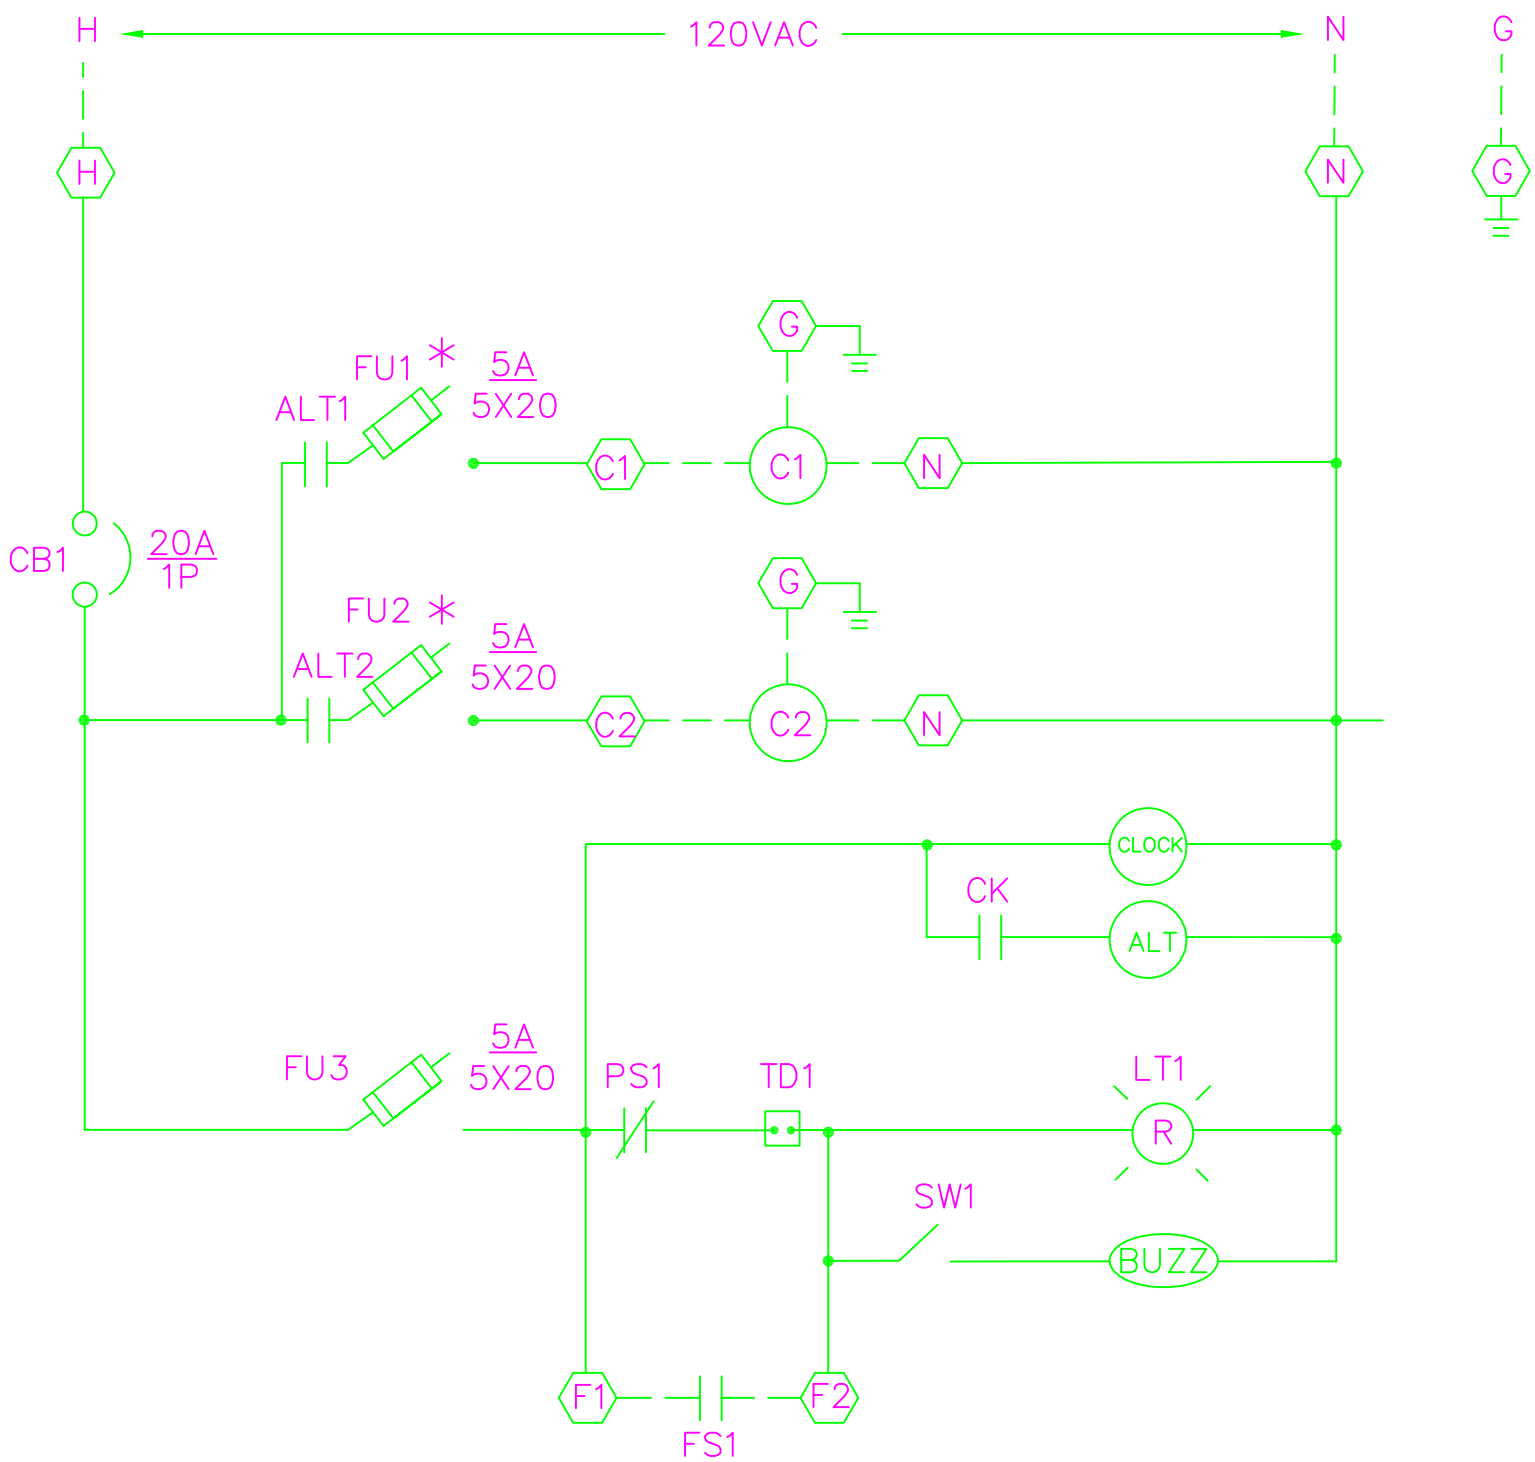 H 120VAC N G
H N G
G
FU1 * 5A
ALT1 5X20
C1 C1 N
CB1 20A
1P
G
FU2 * 5A
ALT2 5X20
C2 C2 N
CLOCK
CK
ALT
FU3 5A
5X20
PS1 TD1 LT1
R
SW1
BUZZ
F1 F2
FS1